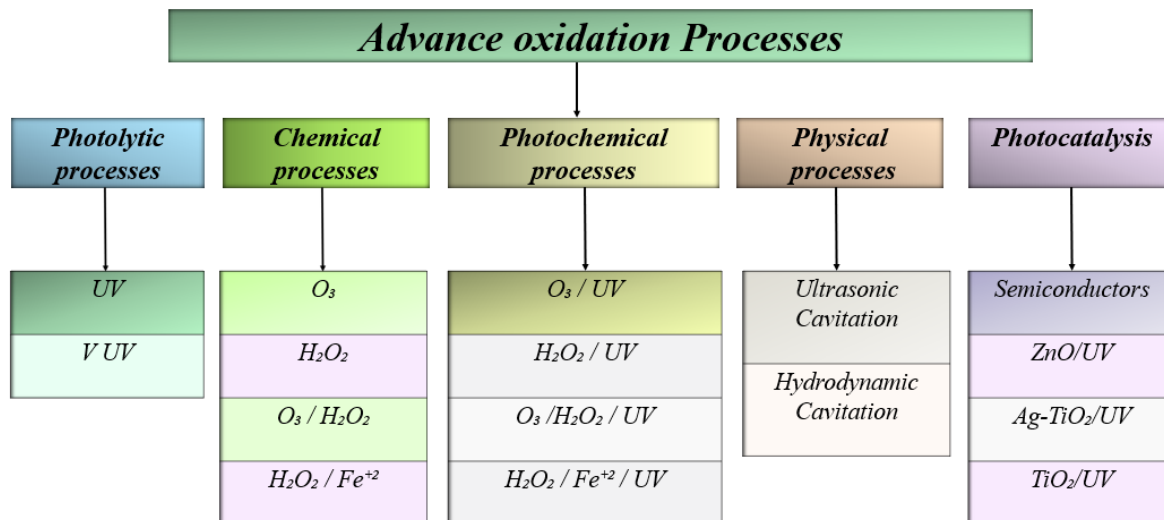 Advance oxidation Processes
Photolytic
processes
Chemical
processes
Photochemical
processes
Physical
processes
Photocatalysis
UV
V UV
O₃
H₂O₂
O₃ / H₂O₂
H₂O₂ / Fe⁺²
O₃ / UV
H₂O₂ / UV
O₃ /H₂O₂ / UV
H₂O₂ / Fe⁺² / UV
Ultrasonic
Cavitation
Hydrodynamic
Cavitation
Semiconductors
ZnO/UV
Ag-TiO₂/UV
TiO₂/UV